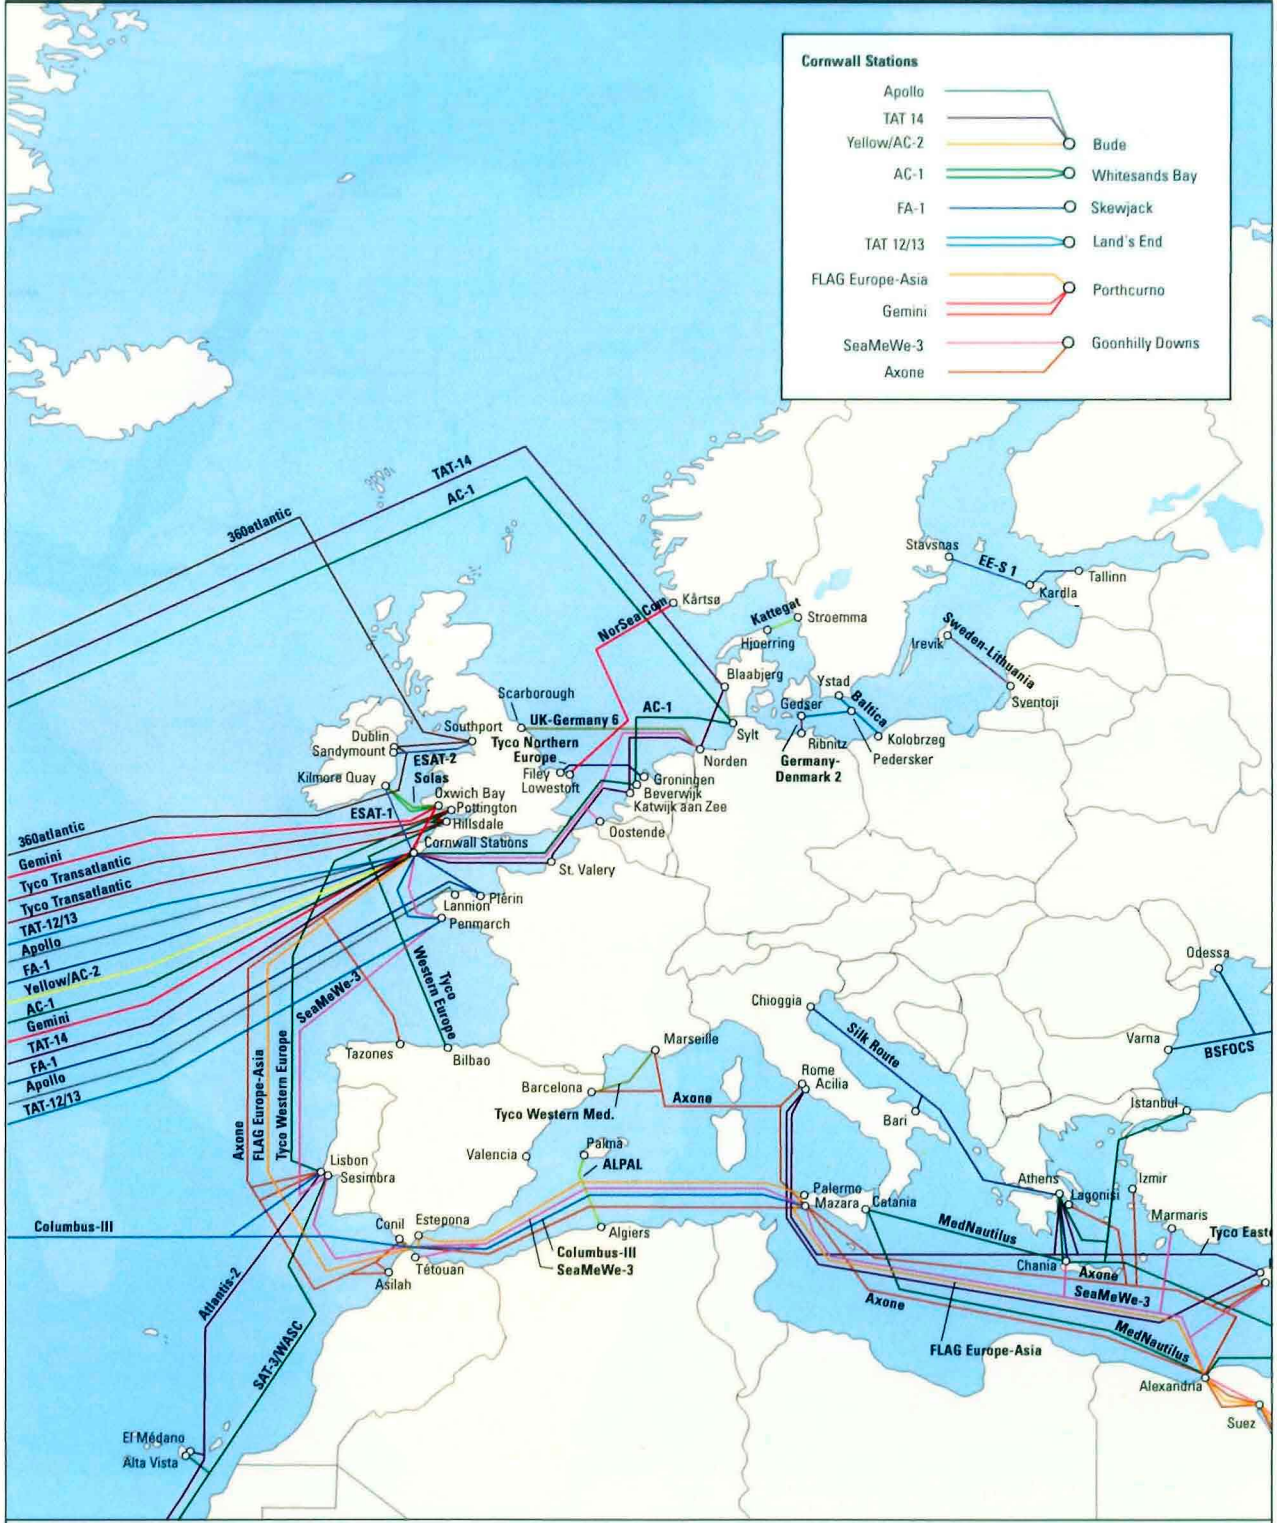 Cornwall Stations
Apollo
TAT 14
Yellow/AC-2
Bude
AC-1
Whitesands Bay
FA-1
Skewjack
TAT 12/13
Land's End
FLAG Europe-Asia
Gemini
Porthcurno
SeaMeWe-3
Goonhilly Downs
Axone
TAT-14
AC-1
360atlantic
Stavsnas
EE-S 1
Tallinn
Kardla
NorSea Com
Kårtsø
Kattegat
Stroemma
Hjoerring
Irevik
Sweden-Lithuania
Sventoji
Blaabjerg
Ystad
Gedser
Baltica
Scarborough
UK-Germany 6
AC-1
Sylt
Ribnitz
Kolobrzeg
Pedersker
Germany-
Denmark 2
Norden
Dublin
Sandymount
Southport
Tyco Northern
Europe
ESAT-2
Solas
Kilmore Quay
Filey
Lowestoft
Groningen
Beverwijk
Katwijk aan Zee
Oxwich Bay
Pottington
Hillsdale
ESAT-1
Oostende
Cornwall Stations
St. Valery
360atlantic
Gemini
Tyco Transatlantic
Tyco Transatlantic
TAT-12/13
Apollo
FA-1
Yellow/AC-2
AC-1
Gemini
TAT-14
FA-1
Apollo
TAT-12/13
Lannion
Plérin
Penmarch
Tyco
Western Europe
SeaMeWe-3
Odessa
Chioggia
Silk Route
Varna
BSFOCS
Tazones
Bilbao
Marseille
Barcelona
Tyco Western Med.
Axone
Rome
Acilia
Bari
Istanbul
Axone
FLAG Europe-Asia
Tyco Western Europe
Lisbon
Sesimbra
Valencia
Palma
ALPAL
Palermo
Mazara
Catania
Athens
Lagonisi
Izmir
Marmaris
Columbus-III
Conil
Estepona
Algiers
Columbus-III
SeaMeWe-3
MedNautilus
Tyco Easte
Tétouan
Asilah
Chania
Axone
SeaMeWe-3
Axone
MedNautilus
FLAG Europe-Asia
Atlantis-2
SAT-3/WASC
Alexandria
Suez
El Médano
Alta Vista